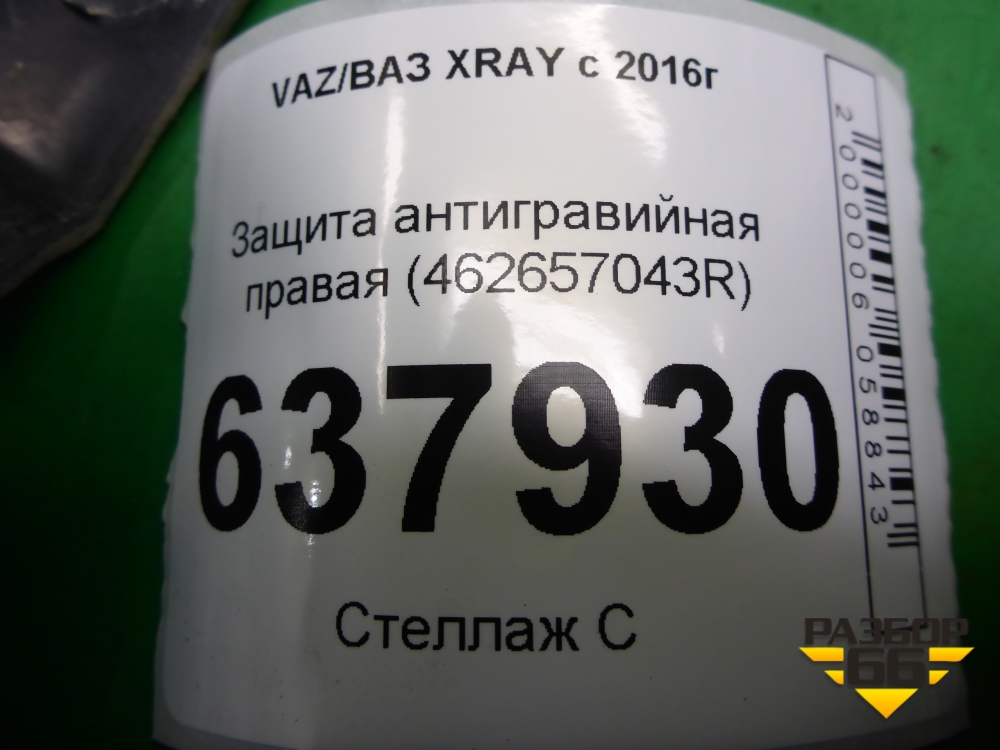 VAZ/ВАЗ XRAY с 2016г
Защита антигравийная
правая (462657043R)
637930
Стеллаж С
2000006058843
РАЗБОР
66